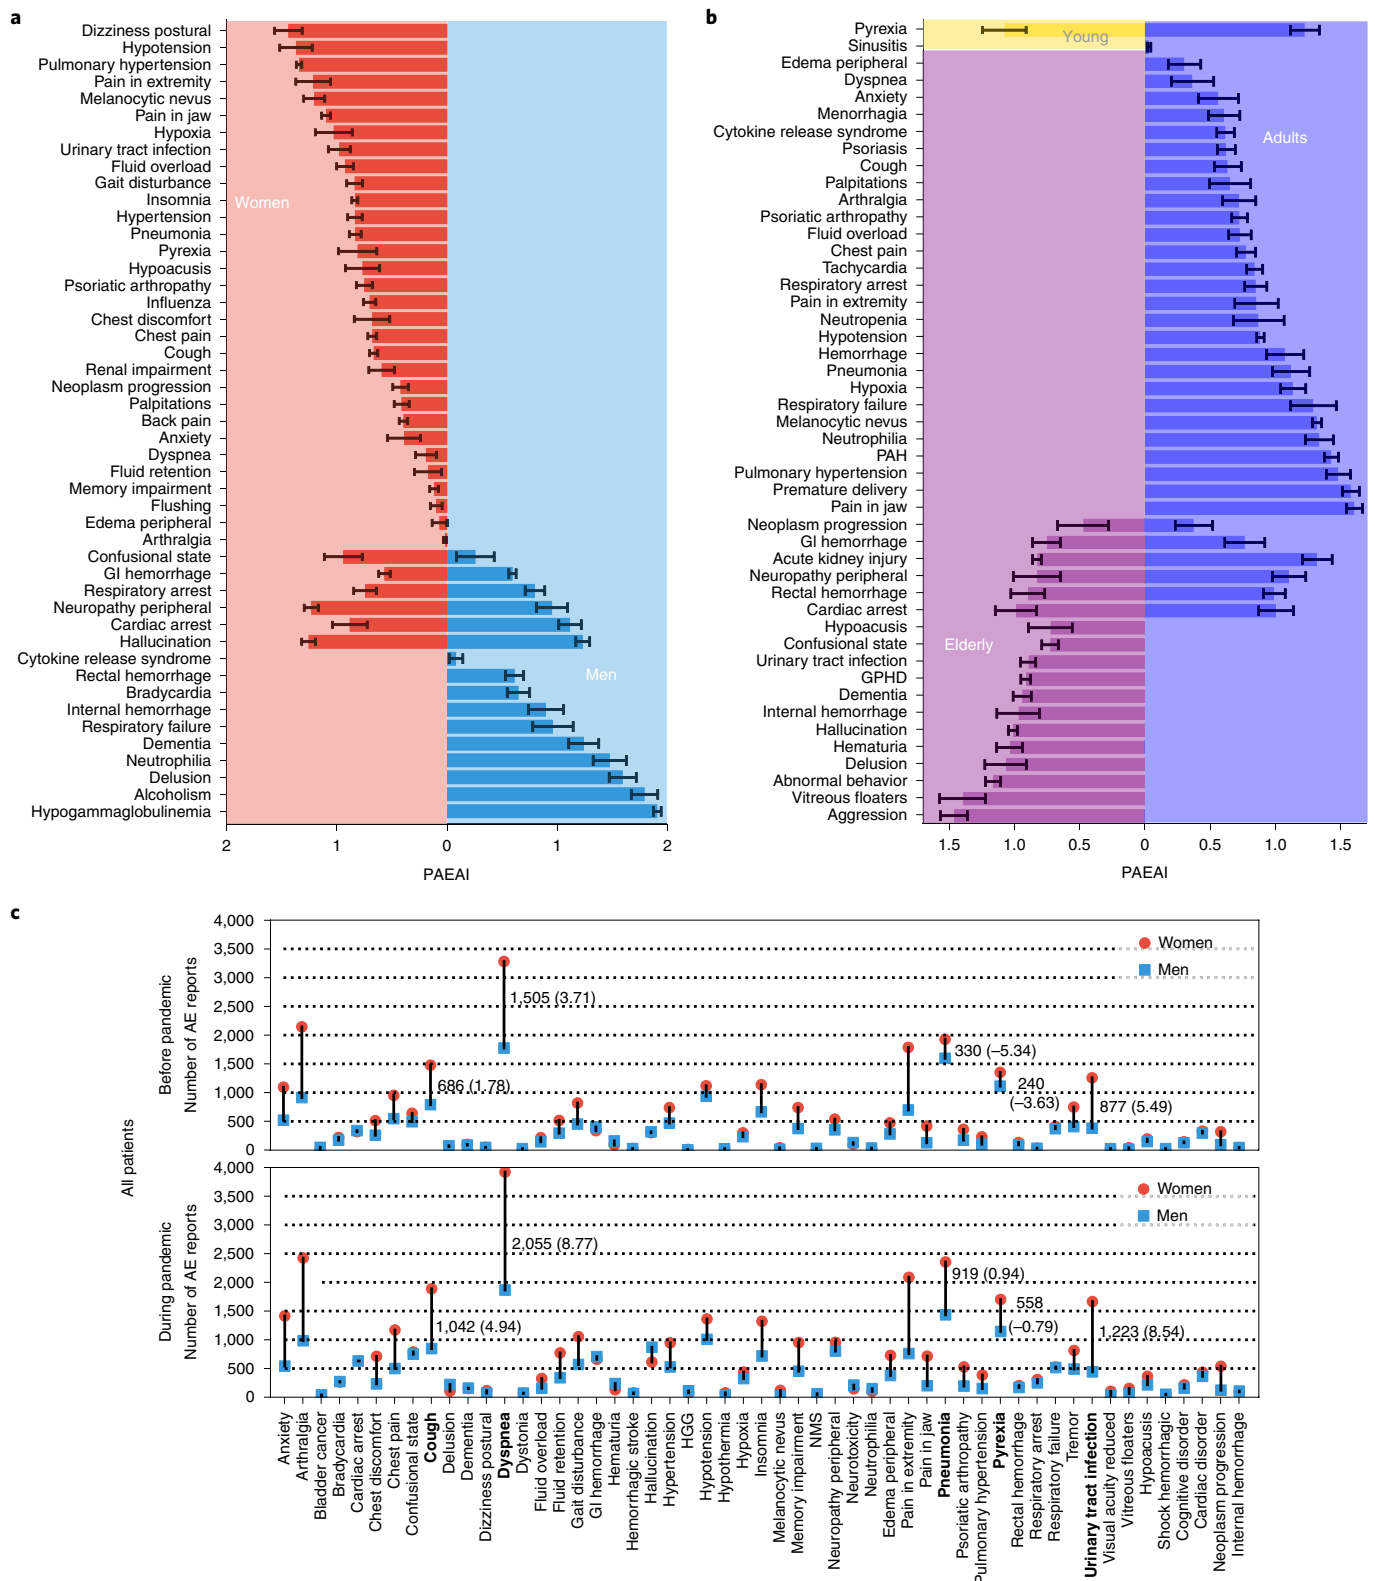 a
Dizziness postural
Hypotension
Pulmonary hypertension
Pain in extremity
Melanocytic nevus
Pain in jaw
Hypoxia
Urinary tract infection
Fluid overload
Gait disturbance
Insomnia
Hypertension
Pneumonia
Pyrexia
Hypoacusis
Psoriatic arthropathy
Influenza
Chest discomfort
Chest pain
Cough
Renal impairment
Neoplasm progression
Palpitations
Back pain
Anxiety
Dyspnea
Fluid retention
Memory impairment
Flushing
Edema peripheral
Arthralgia
Confusional state
GI hemorrhage
Respiratory arrest
Neuropathy peripheral
Cardiac arrest
Hallucination
Cytokine release syndrome
Rectal hemorrhage
Bradycardia
Internal hemorrhage
Respiratory failure
Dementia
Neutrophilia
Delusion
Alcoholism
Hypogammaglobulinemia
Women
Men
2 1 0 1 2
PAEAI
b
Pyrexia
Sinusitis
Edema peripheral
Dyspnea
Anxiety
Menorrhagia
Cytokine release syndrome
Psoriasis
Cough
Palpitations
Arthralgia
Psoriatic arthropathy
Fluid overload
Chest pain
Tachycardia
Respiratory arrest
Pain in extremity
Neutropenia
Hypotension
Hemorrhage
Pneumonia
Hypoxia
Respiratory failure
Melanocytic nevus
Neutrophilia
PAH
Pulmonary hypertension
Premature delivery
Pain in jaw
Neoplasm progression
GI hemorrhage
Acute kidney injury
Neuropathy peripheral
Rectal hemorrhage
Cardiac arrest
Hypoacusis
Confusional state
Urinary tract infection
GPHD
Dementia
Internal hemorrhage
Hallucination
Hematuria
Delusion
Abnormal behavior
Vitreous floaters
Aggression
Young
Adults
Elderly
1.5 1.0 0.5 0 0.5 1.0 1.5
PAEAI
c
All patients
Before pandemic
Number of AE reports
4,000
3,500
3,000
2,500
2,000
1,500
1,000
500
0
Women
Men
1,505 (3.71)
686 (1.78)
330 (–5.34)
240
(–3.63)
877 (5.49)
During pandemic
Number of AE reports
4,000
3,500
3,000
2,500
2,000
1,500
1,000
500
0
Women
Men
2,055 (8.77)
1,042 (4.94)
919 (0.94)
558
(–0.79)
1,223 (8.54)
Anxiety
Arthralgia
Bladder cancer
Bradycardia
Cardiac arrest
Chest discomfort
Chest pain
Confusional state
Cough
Delusion
Dementia
Dizziness postural
Dyspnea
Dystonia
Fluid overload
Fluid retention
Gait disturbance
GI hemorrhage
Hematuria
Hemorrhagic stroke
Hallucination
Hypertension
HGG
Hypotension
Hypothermia
Hypoxia
Insomnia
Melanocytic nevus
Memory impairment
NMS
Neuropathy peripheral
Neurotoxicity
Neutrophilia
Edema peripheral
Pain in extremity
Pain in jaw
Pneumonia
Psoriatic arthropathy
Pulmonary hypertension
Pyrexia
Rectal hemorrhage
Respiratory arrest
Respiratory failure
Tremor
Urinary tract infection
Visual acuity reduced
Vitreous floaters
Hypoacusis
Shock hemorrhagic
Cognitive disorder
Cardiac disorder
Neoplasm progression
Internal hemorrhage